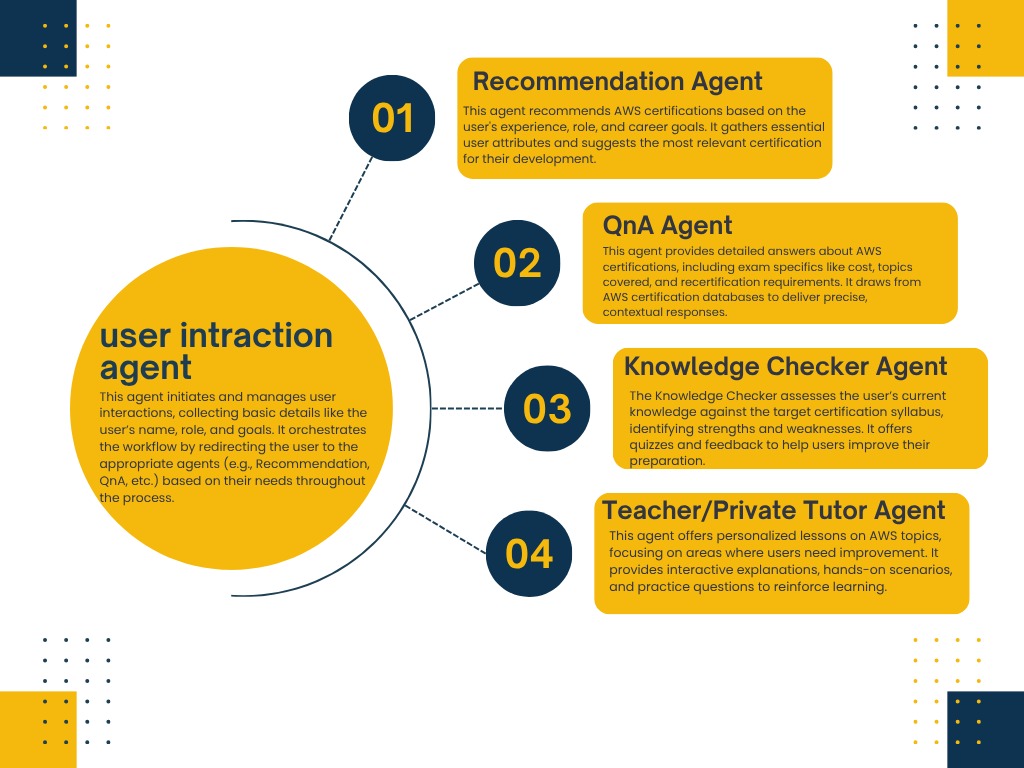 01
Recommendation Agent
This agent recommends AWS certifications based on the
user's experience, role, and career goals. It gathers essential
user attributes and suggests the most relevant certification
for their development.
02
QnA Agent
This agent provides detailed answers about AWS
certifications, including exam specifics like cost, topics
covered, and recertification requirements. It draws from
AWS certification databases to deliver precise,
contextual responses.
user intraction
agent
This agent initiates and manages user
interactions, collecting basic details like the
user's name, role, and goals. It orchestrates
the workflow by redirecting the user to the
appropriate agents (e.g., Recommendation,
QnA, etc.) based on their needs throughout
the process.
03
Knowledge Checker Agent
The Knowledge Checker assesses the user's current
knowledge against the target certification syllabus,
identifying strengths and weaknesses. It offers
quizzes and feedback to help users improve their
preparation.
04
Teacher/Private Tutor Agent
This agent offers personalized lessons on AWS topics,
focusing on areas where users need improvement. It
provides interactive explanations, hands-on scenarios,
and practice questions to reinforce learning.